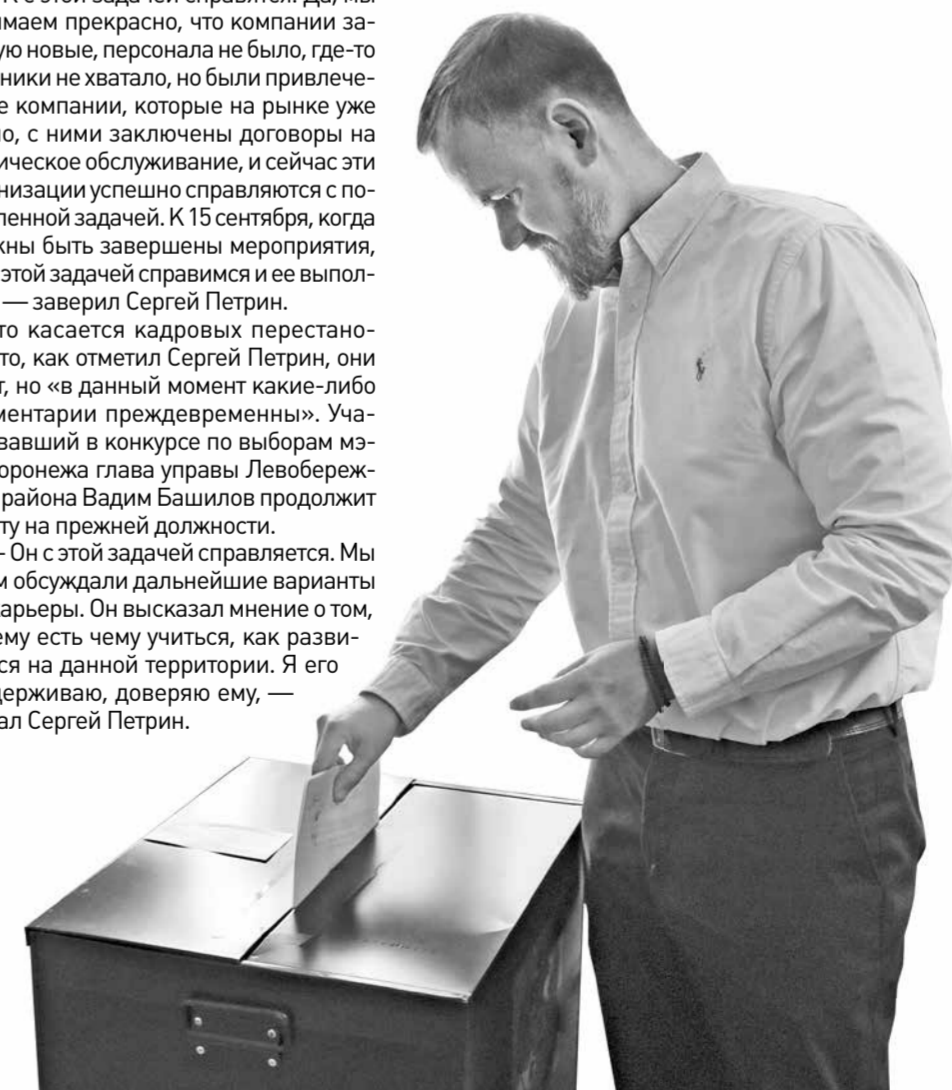 К с этой задачей справятся. Да, мы
маем прекрасно, что компании за-
ую новые, персонала не было, где-то
ники не хватало, но были привлече-
е компании, которые на рынке уже
но, с ними заключены договоры на
ическое обслуживание, и сейчас эти
низации успешно справляются с по-
ленной задачей. К 15 сентября, когда
жны быть завершены мероприятия,
этой задачей справимся и ее выпол-
— заверил Сергей Петрин.
то касается кадровых перестано-
то, как отметил Сергей Петрин, они
т, но «в данный момент какие-либо
ментарии преждевременны». Уча-
вавший в конкурсе по выборам мэ-
оронежа глава управы Левобереж-
района Вадим Башилов продолжит
ту на прежней должности.
- Он с этой задачей справляется. Мы
м обсуждали дальнейшие варианты
карьеры. Он высказал мнение о том,
ему есть чему учиться, как разви-
ся на данной территории. Я его
держиваю, доверяю ему, —
ал Сергей Петрин.